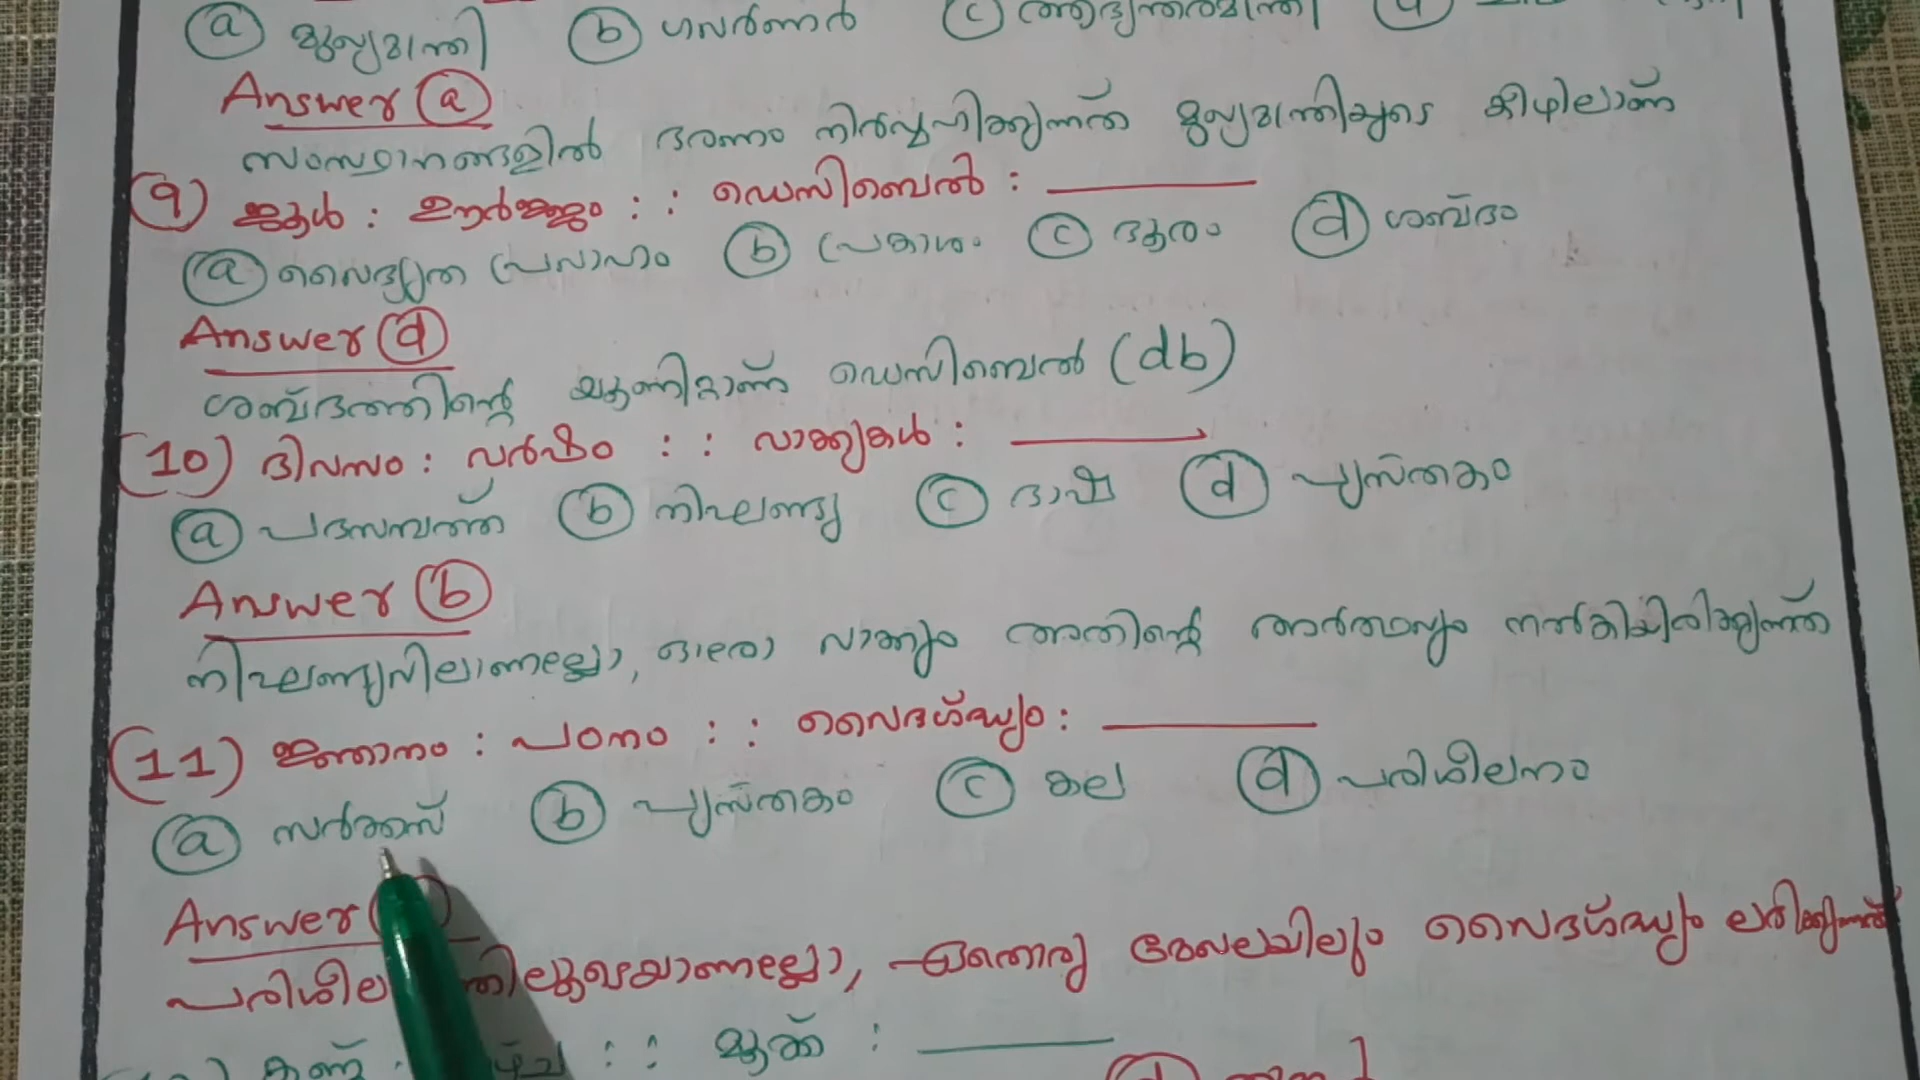 (a) മുഖ്യമന്ത്രി (b) ഗവർണർ (c) ആഭ്യന്തരമന്ത്രി (d)
Answer (a)
സംസ്ഥാനങ്ങളിൽ ഭരണം നിർവ്വഹിക്കുന്നത് മുഖ്യമന്ത്രിയുടെ കീഴിലാണ്
(9) ജൂൾ : ഊർജ്ജം : : ഡെസിബെൽ : ______
(a) വൈദ്യുത പ്രവാഹം (b) പ്രകാശം (c) ദൂരം (d) ശബ്ദം
Answer (d)
ശബ്ദത്തിന്റെ യൂണിറ്റാണ് ഡെസിബെൽ (db)
(10) ദിവസം : വർഷം : : വാക്കുകൾ : ______
(a) പദസമ്പത്ത് (b) നിഘണ്ടു (c) ഭാഷ (d) പുസ്തകം
Answer (b)
നിഘണ്ടുവിലാണല്ലോ, ഓരോ വാക്കും അതിന്റെ അർത്ഥവും നൽകിയിരിക്കുന്നത്
(11) ജ്ഞാനം : പഠനം : : വൈദഗ്ദ്ധ്യം : ______
(a) സർക്കസ് (b) പുസ്തകം (c) കല (d) പരിശീലനം
Answer
ഏതൊരു മേഖലയിലും വൈദഗ്ദ്ധ്യം ലഭിക്കുന്നത്
കണ്ണ് : : : മൂക്ക് : ______